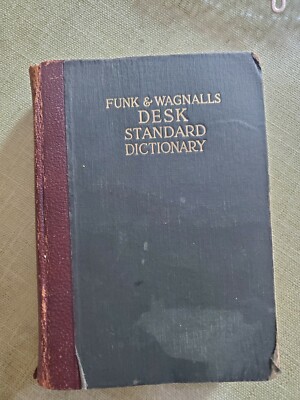 FUNK & WAGNALLS
DESK
STANDARD
DICTIONARY